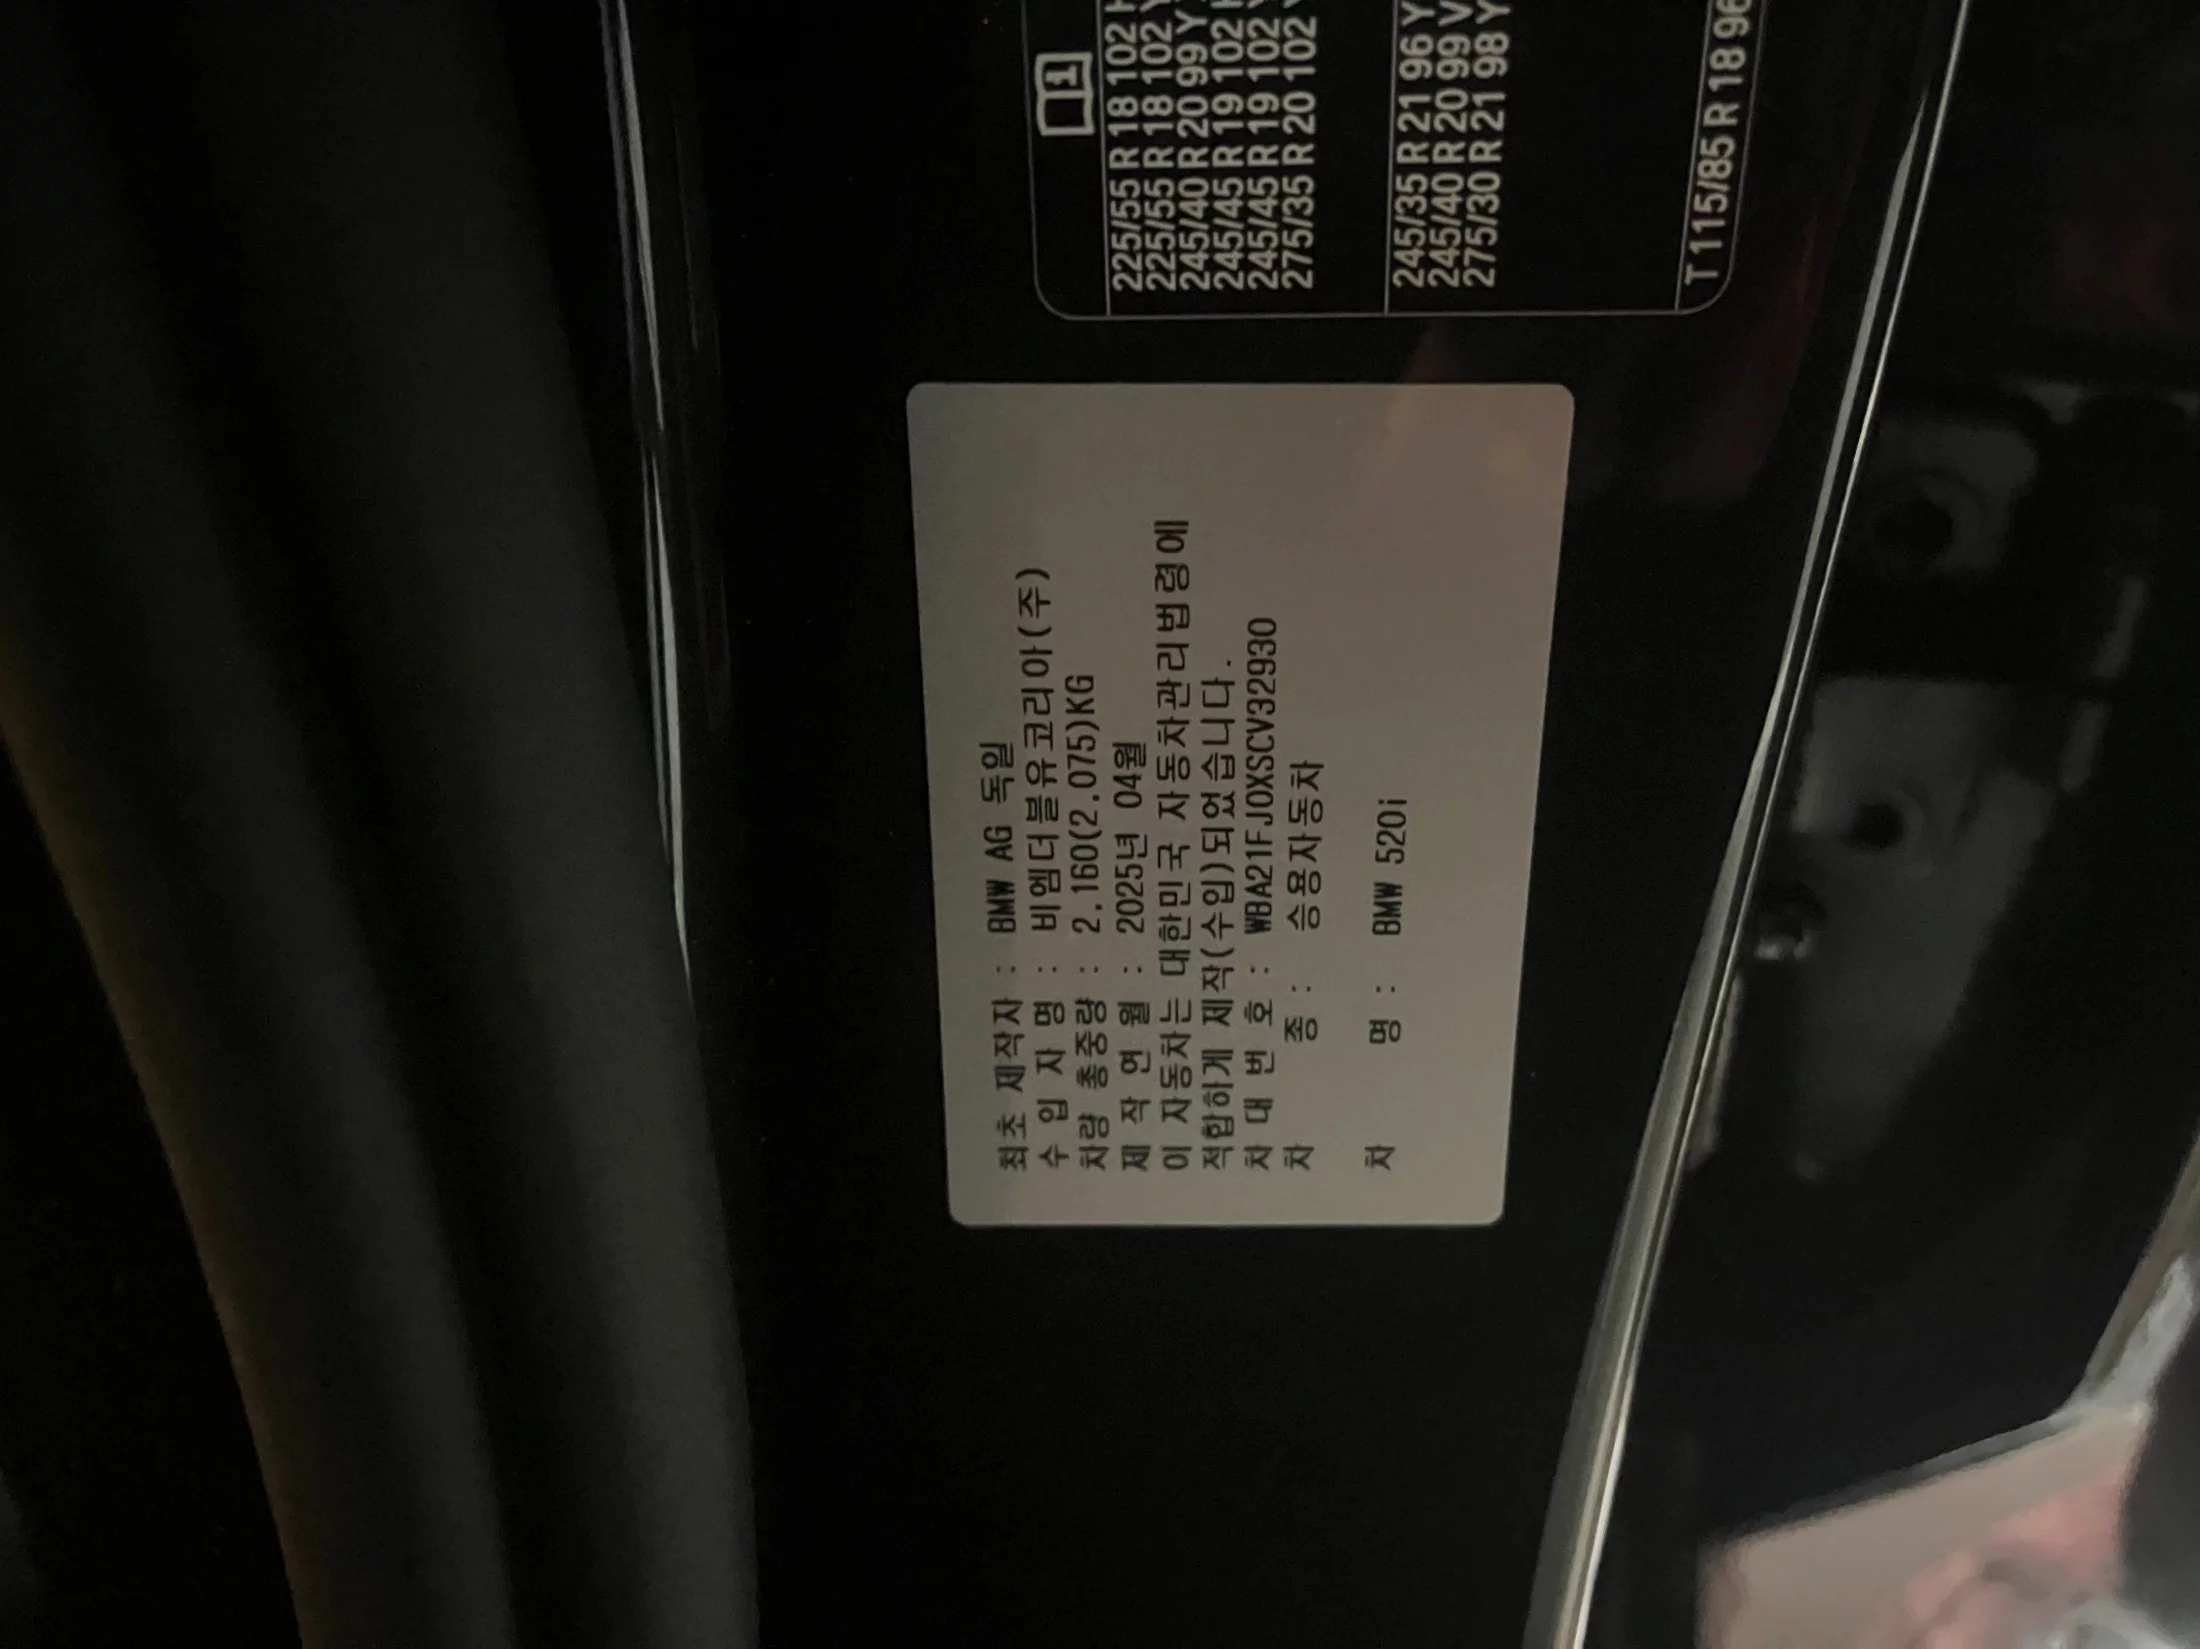 최초 제작자 : BMW AG 독일
수 입 자 명 : 비엠더블유코리아(주)
차량 총중량 : 2.160(2.075)KG
제 작 연 월 : 2025년 04월
이 자동차는 대한민국 자동차관리법령에
적합하게 제작(수입)되었습니다.
차 대 번 호 : WBA21FJ0XSCV32930
차 종 : 승용자동차
차 명 : BMW 520i
225/55 R 18 102 H
225/55 R 18 102 Y
245/40 R 20 99 Y
245/45 R 19 102 H
245/45 R 19 102 Y
275/35 R 20 102 Y
245/35 R 21 96 Y
245/40 R 20 99 V
275/30 R 21 98 Y
T 115/85 R 18 96